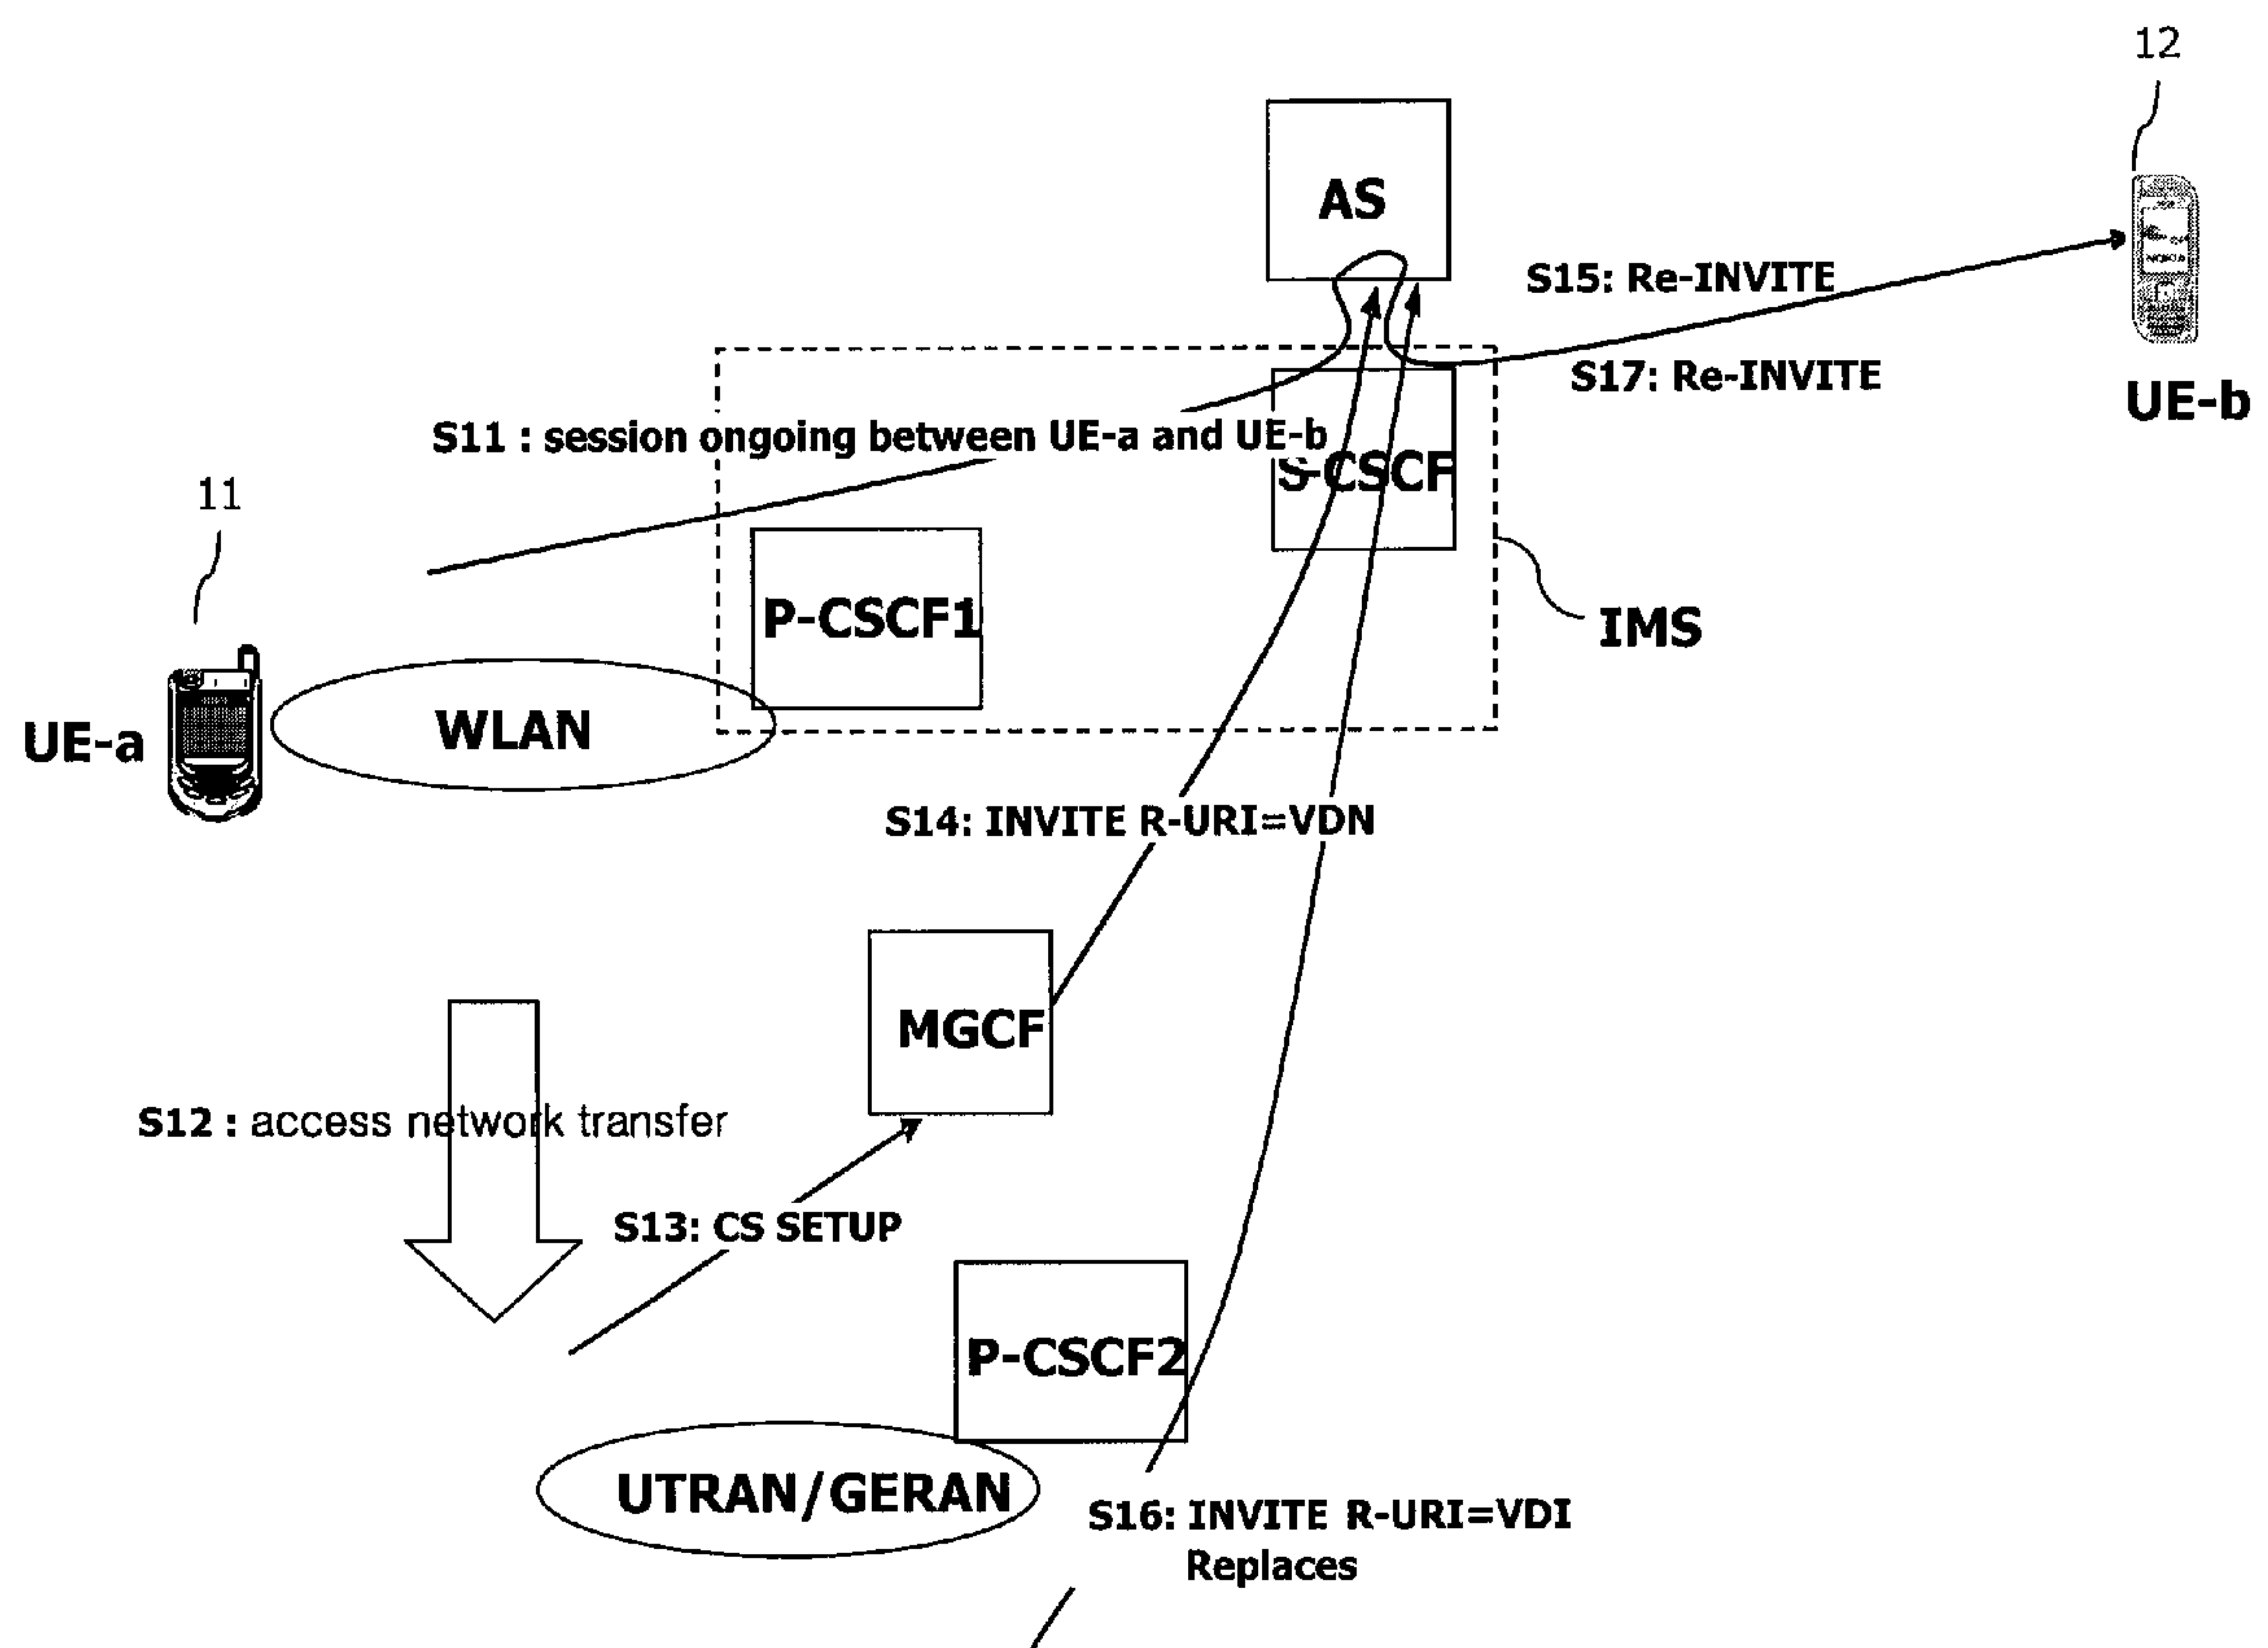 12
AS
S15: Re-INVITE
S17: Re-INVITE
UE-b
S11 : session ongoing between UE-a and UE-b
S-CSCF
11
P-CSCF1
IMS
UE-a
WLAN
S14: INVITE R-URI=VDN
MGCF
S12 : access network transfer
S13: CS SETUP
P-CSCF2
UTRAN/GERAN
S16: INVITE R-URI=VDI
Replaces